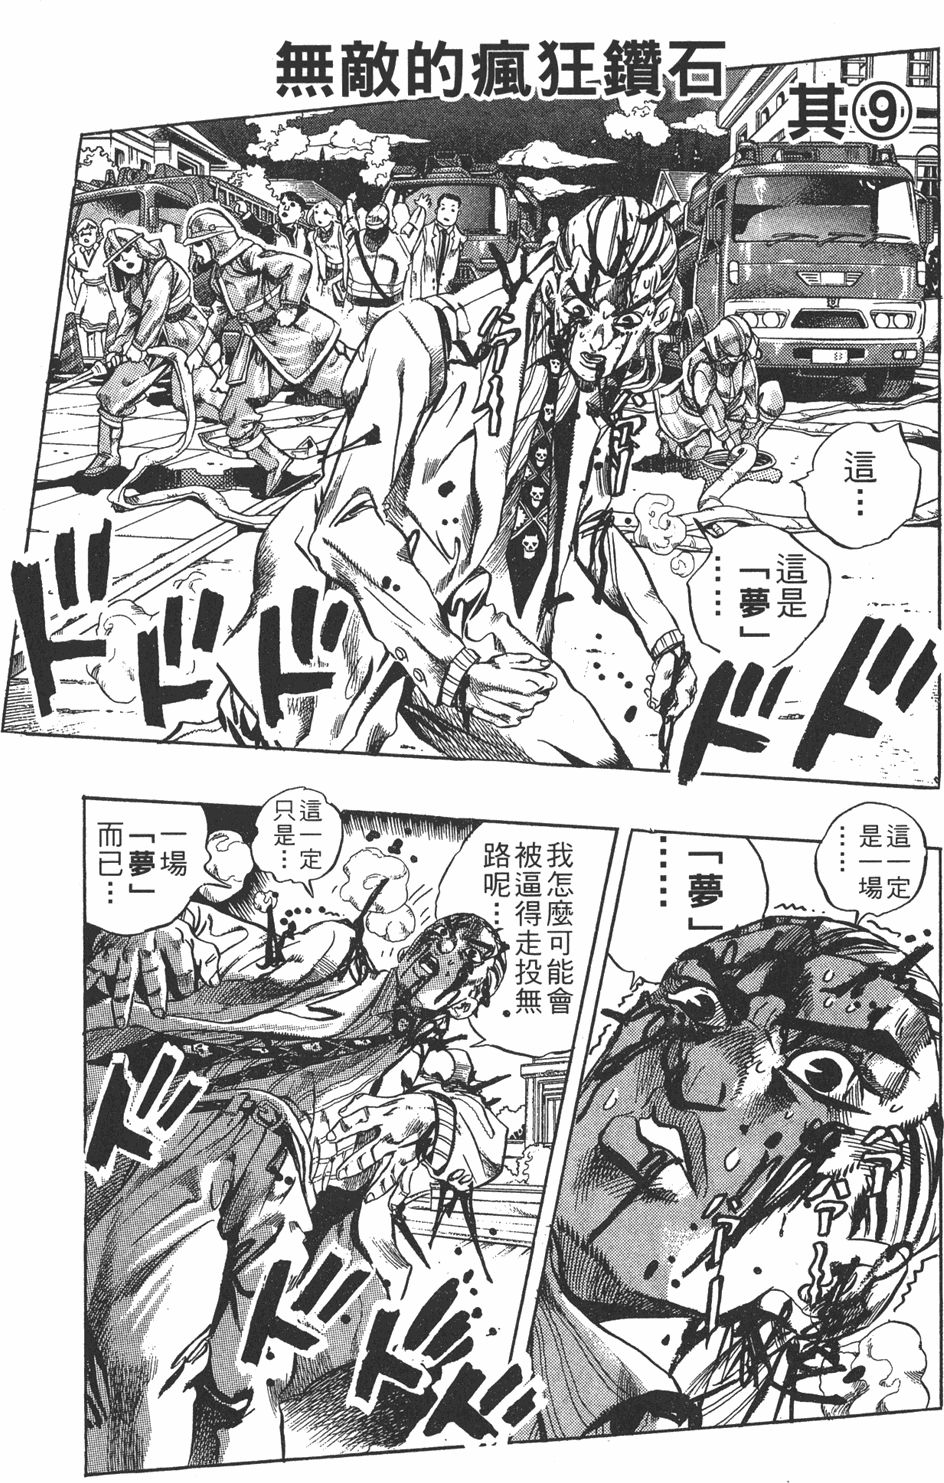 無敵的瘋狂鑽石
其⑨
這…
這是
「夢」
……
ドドドドド
這一定
是一場
……
「夢」
……
我怎麼可能會
被逼得走投無
路呢……
這一定
只是…
一場
「夢」
而已…
ドドドド